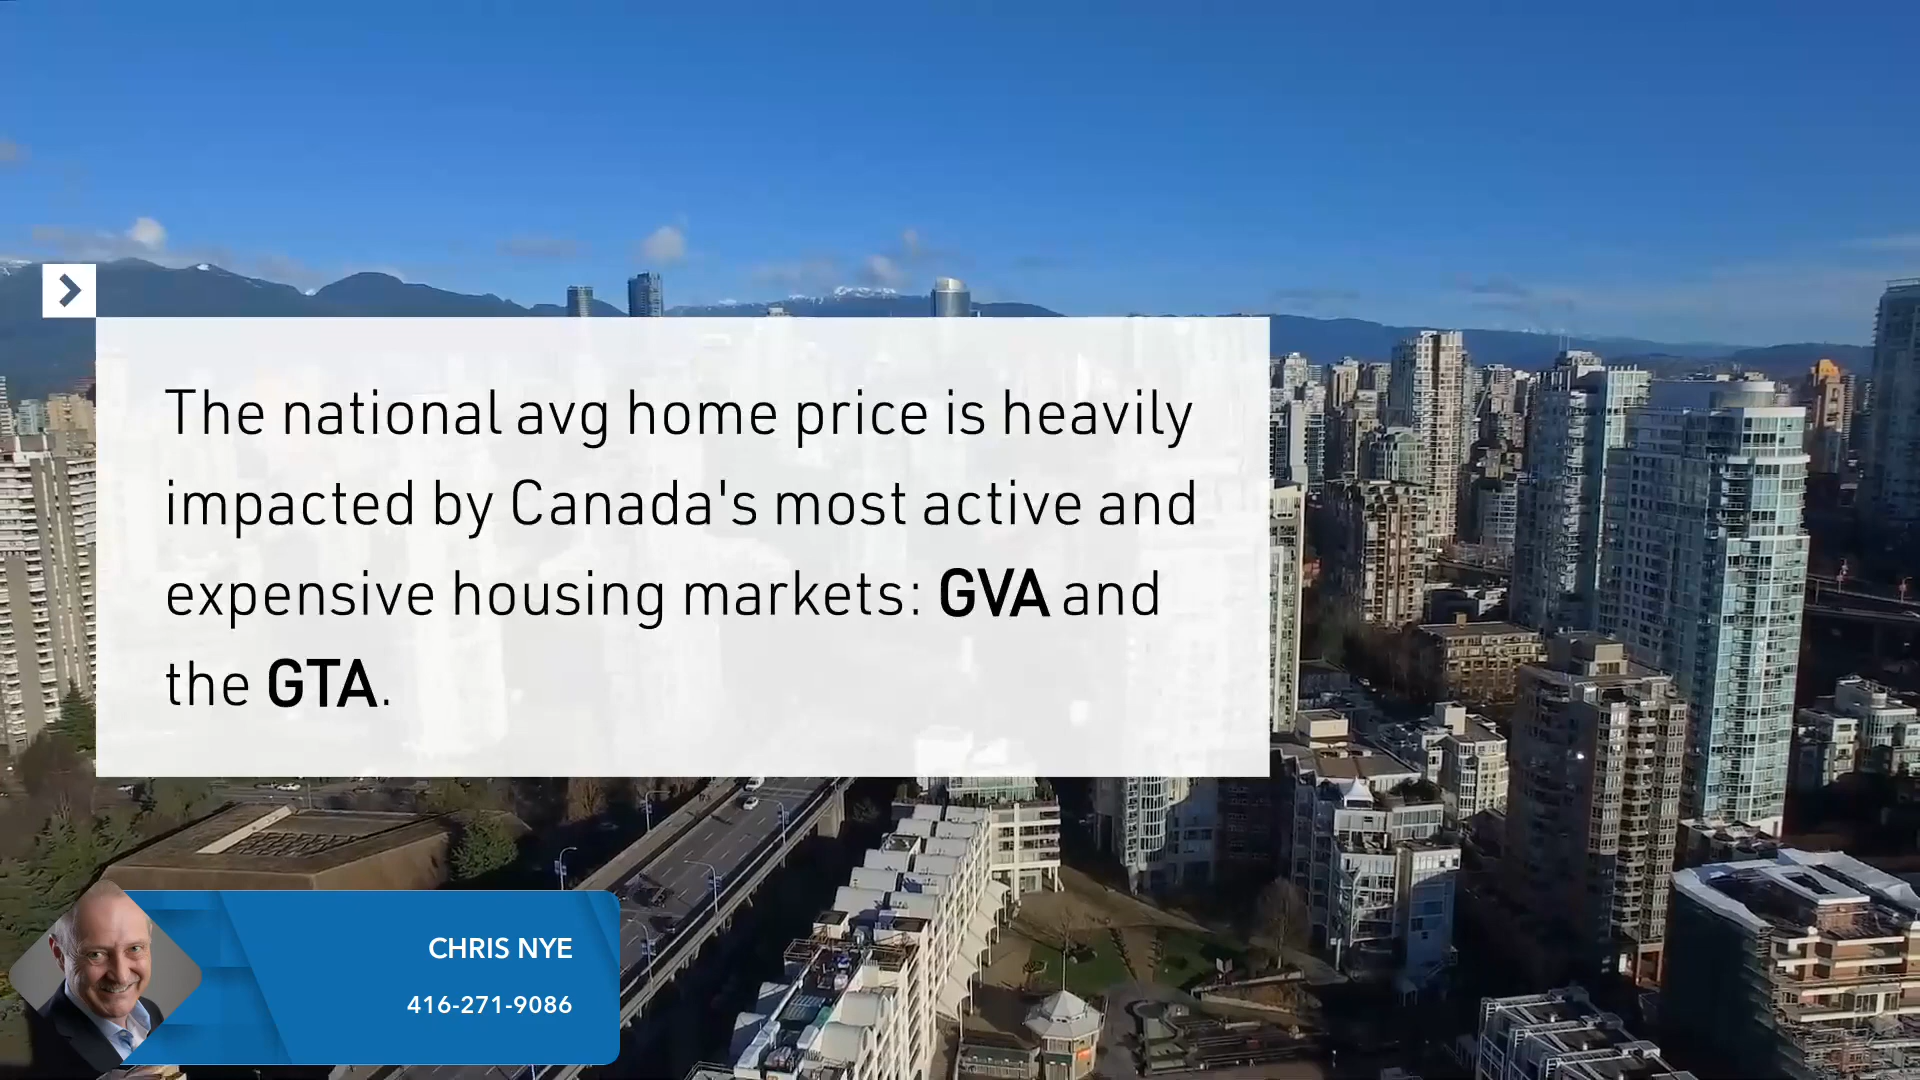 The national avg home price is heavily
impacted by Canada's most active and
expensive housing markets: GVA and
the GTA.
CHRIS NYE
416-271-9086